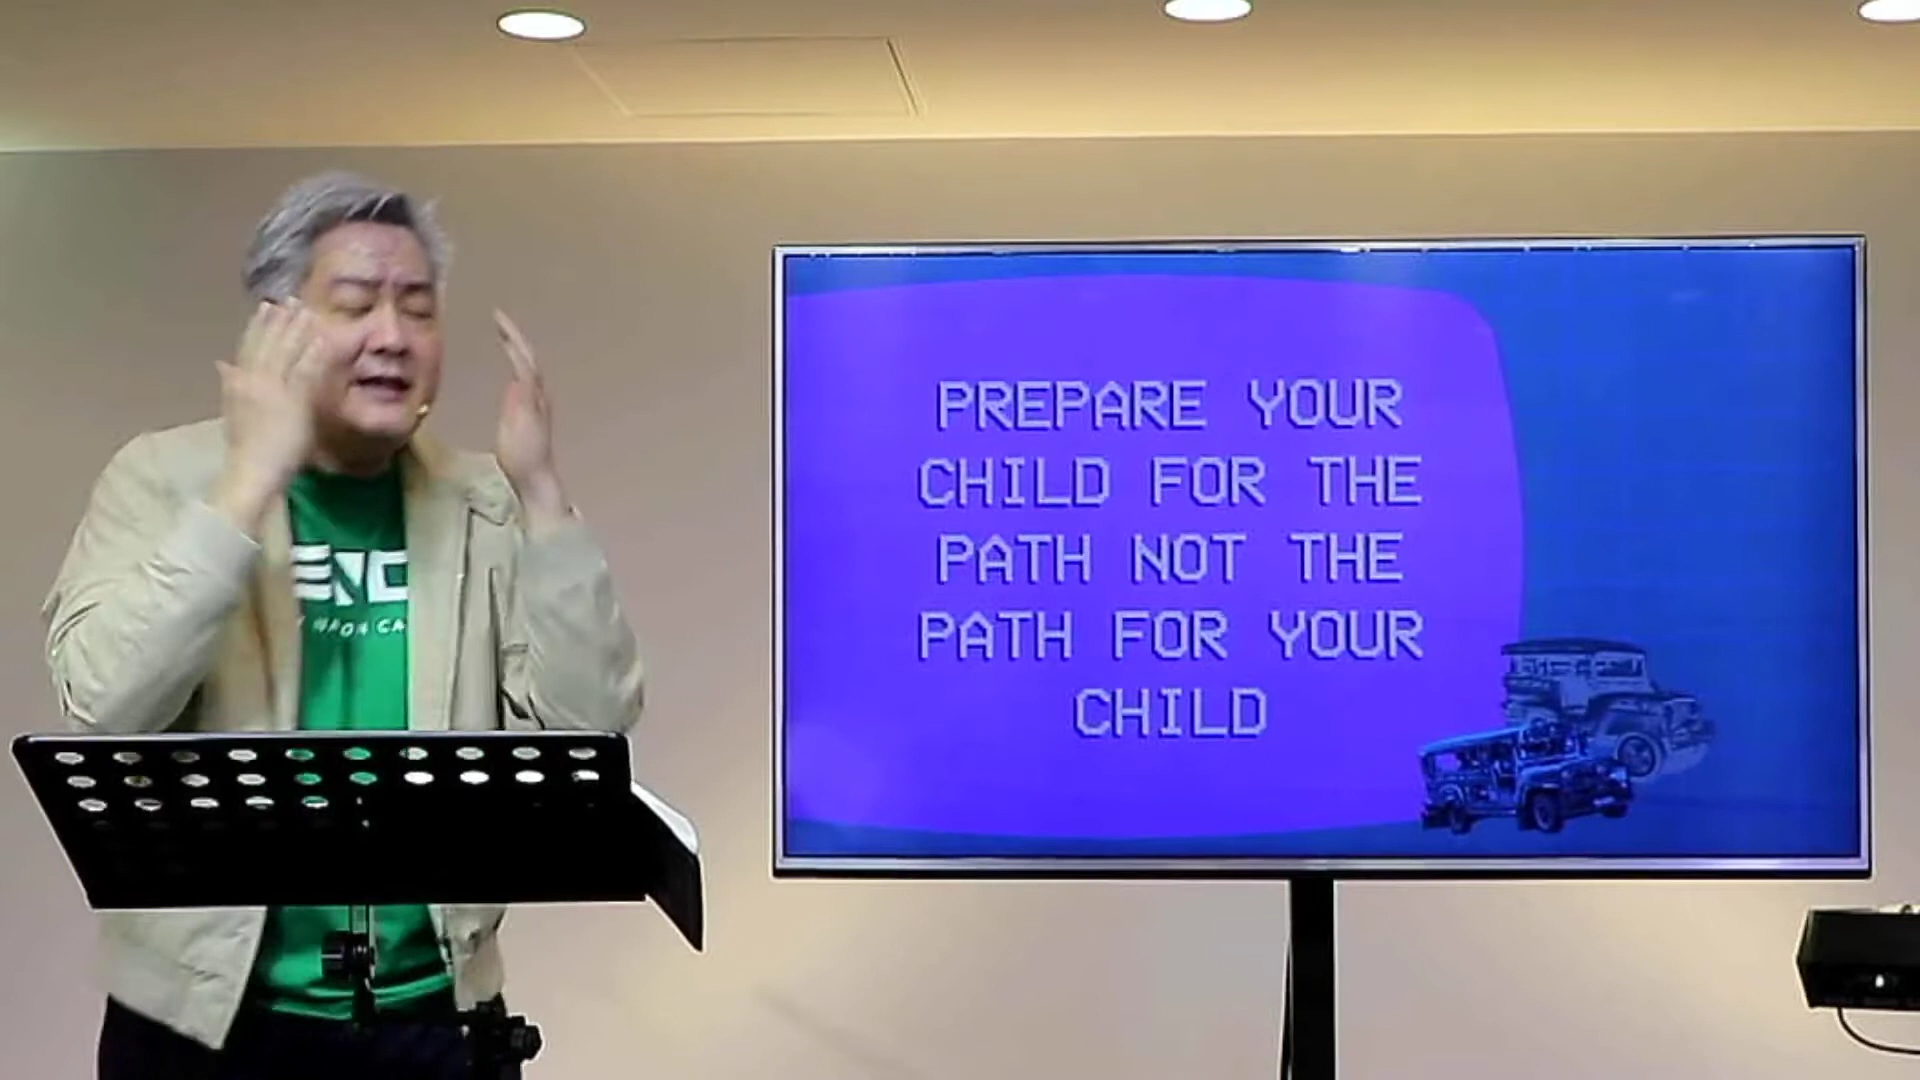 PREPARE YOUR
CHILD FOR THE
PATH NOT THE
PATH FOR YOUR
CHILD